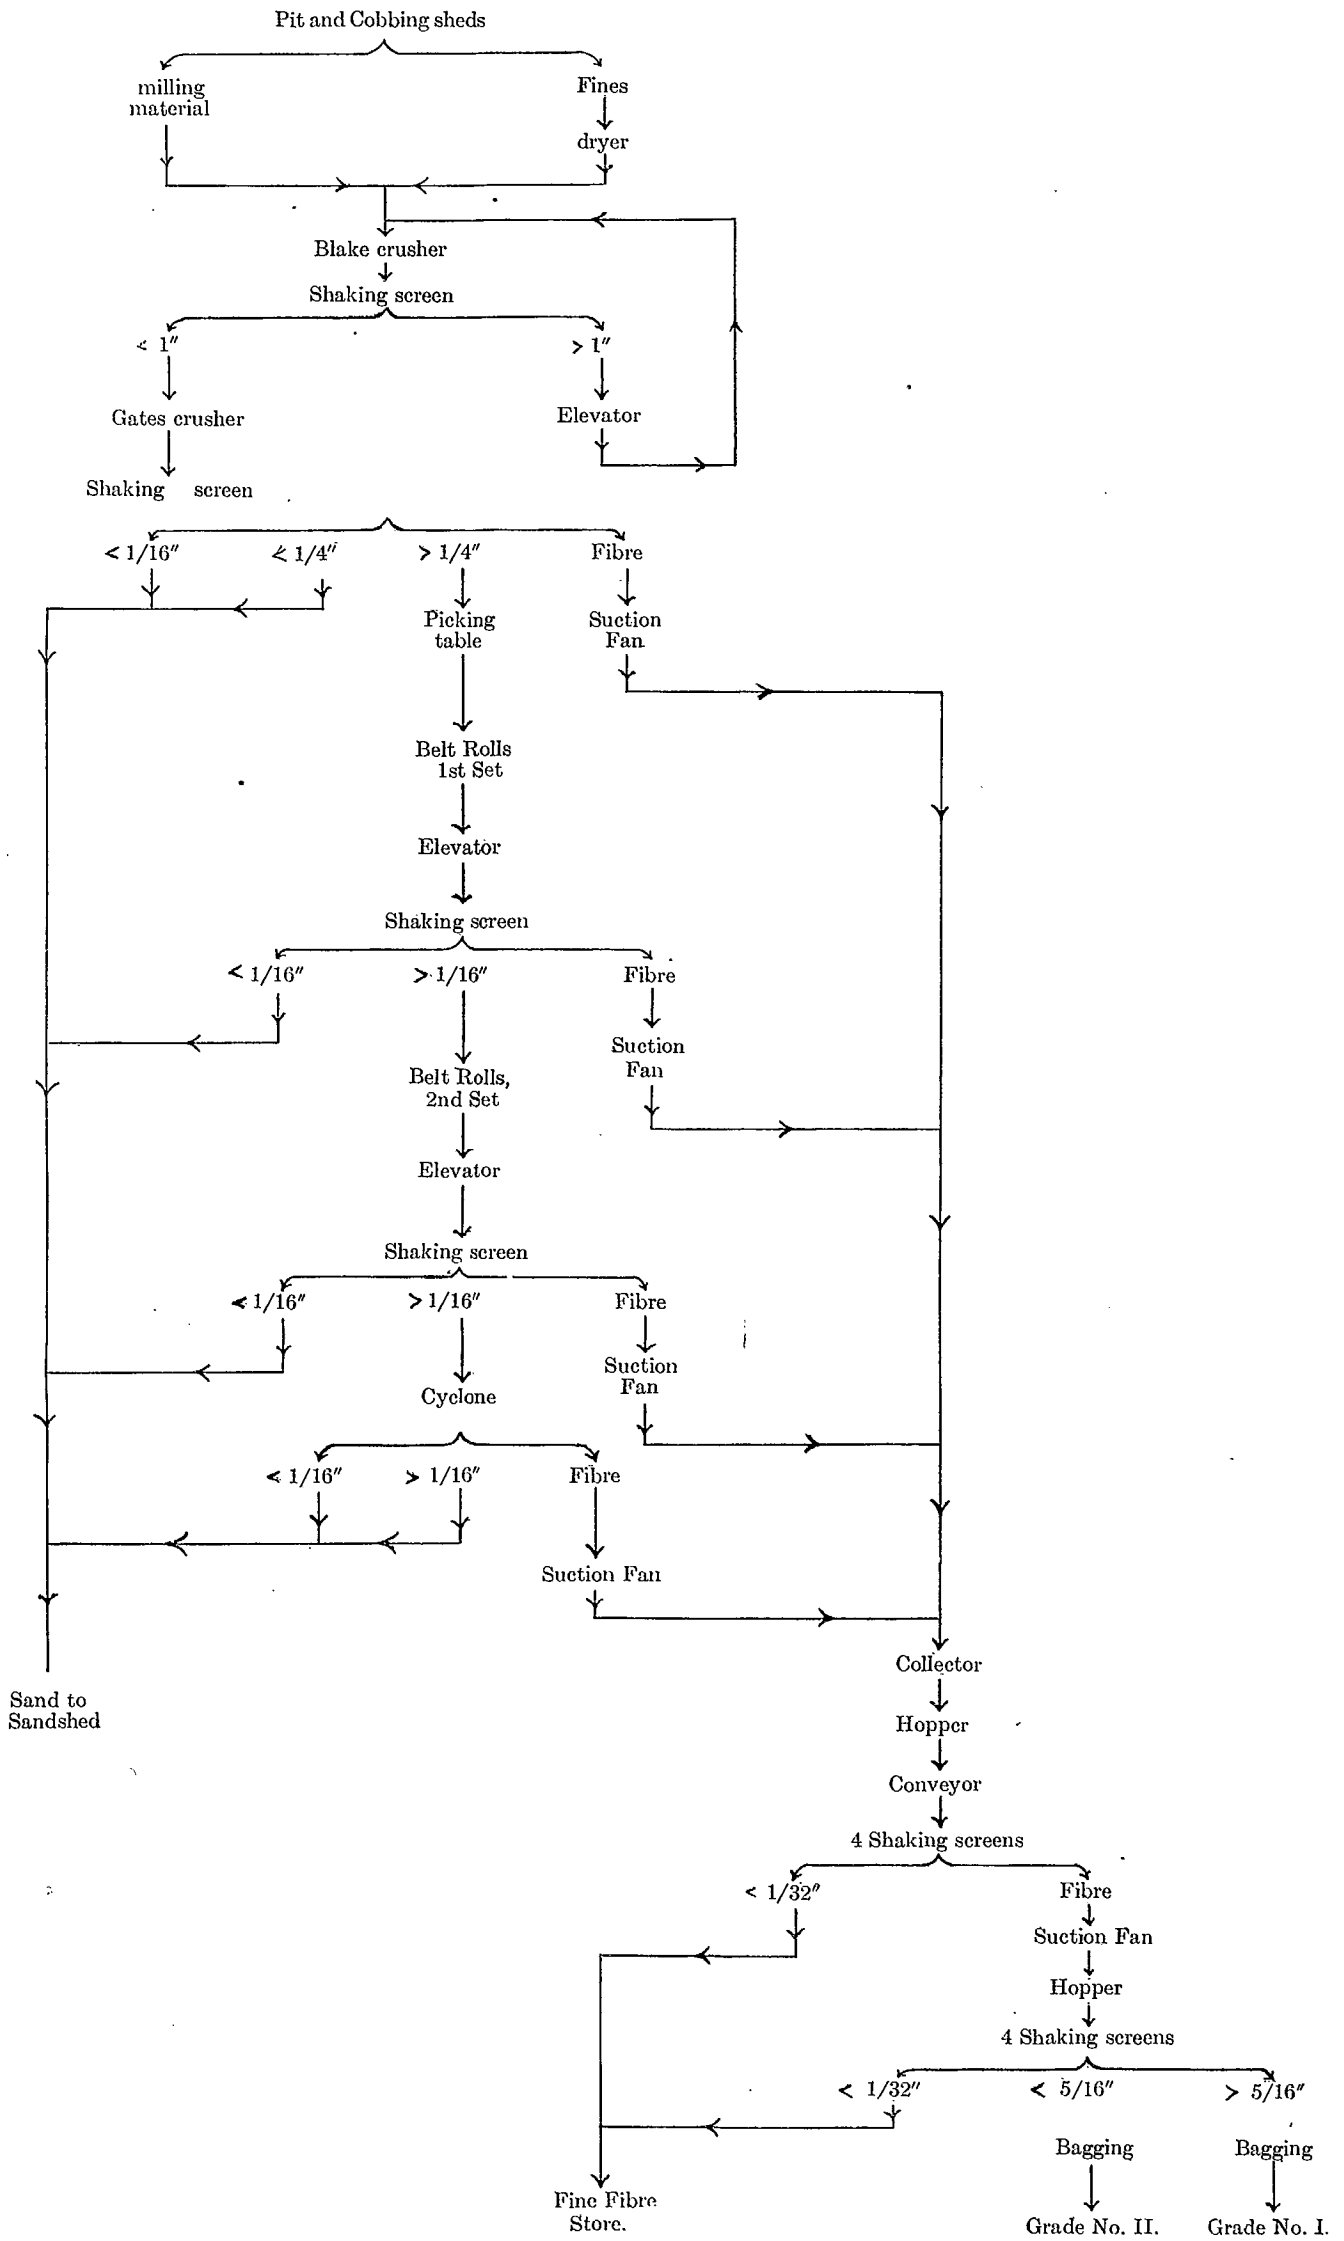 Pit and Cobbing sheds
milling
material
Fines
dryer
Blake crusher
Shaking screen
< 1″
> 1″
Gates crusher
Elevator
Shaking screen
< 1/16″
< 1/4″
> 1/4″
Fibre
Picking
table
Suction
Fan
Belt Rolls
1st Set
Elevator
Shaking screen
< 1/16″
> 1/16″
Fibre
Suction
Fan
Belt Rolls,
2nd Set
Elevator
Shaking screen
< 1/16″
> 1/16″
Fibre
Suction
Fan
Cyclone
< 1/16″
> 1/16″
Fibre
Suction Fan
Collector
Sand to
Sandshed
Hopper
Conveyor
4 Shaking screens
< 1/32″
Fibre
Suction Fan
Hopper
4 Shaking screens
< 1/32″
< 5/16″
> 5/16″
Bagging
Bagging
Fine Fibre
Store.
Grade No. II.
Grade No. I.